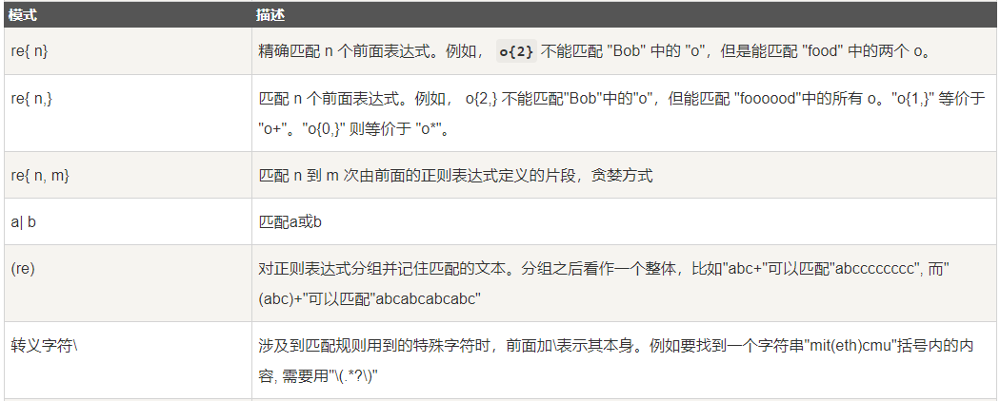 模式 描述
re{ n} 精确匹配 n 个前面表达式。例如， o{2} 不能匹配 "Bob" 中的 "o"，但是能匹配 "food" 中的两个 o。
re{ n,} 匹配 n 个前面表达式。例如， o{2,} 不能匹配"Bob"中的"o"，但能匹配 "foooood"中的所有 o。"o{1,}" 等价于
"o+"。"o{0,}" 则等价于 "o*"。
re{ n, m} 匹配 n 到 m 次由前面的正则表达式定义的片段，贪婪方式
a| b 匹配a或b
(re) 对正则表达式分组并记住匹配的文本。分组之后看作一个整体，比如"abc+"可以匹配"abcccccccc", 而"
(abc)+"可以匹配"abcabcabcabc"
转义字符\ 涉及到匹配规则用到的特殊字符时，前面加\表示其本身。例如要找到一个字符串"mit(eth)cmu"括号内的内
容, 需要用"\(.*?\)"